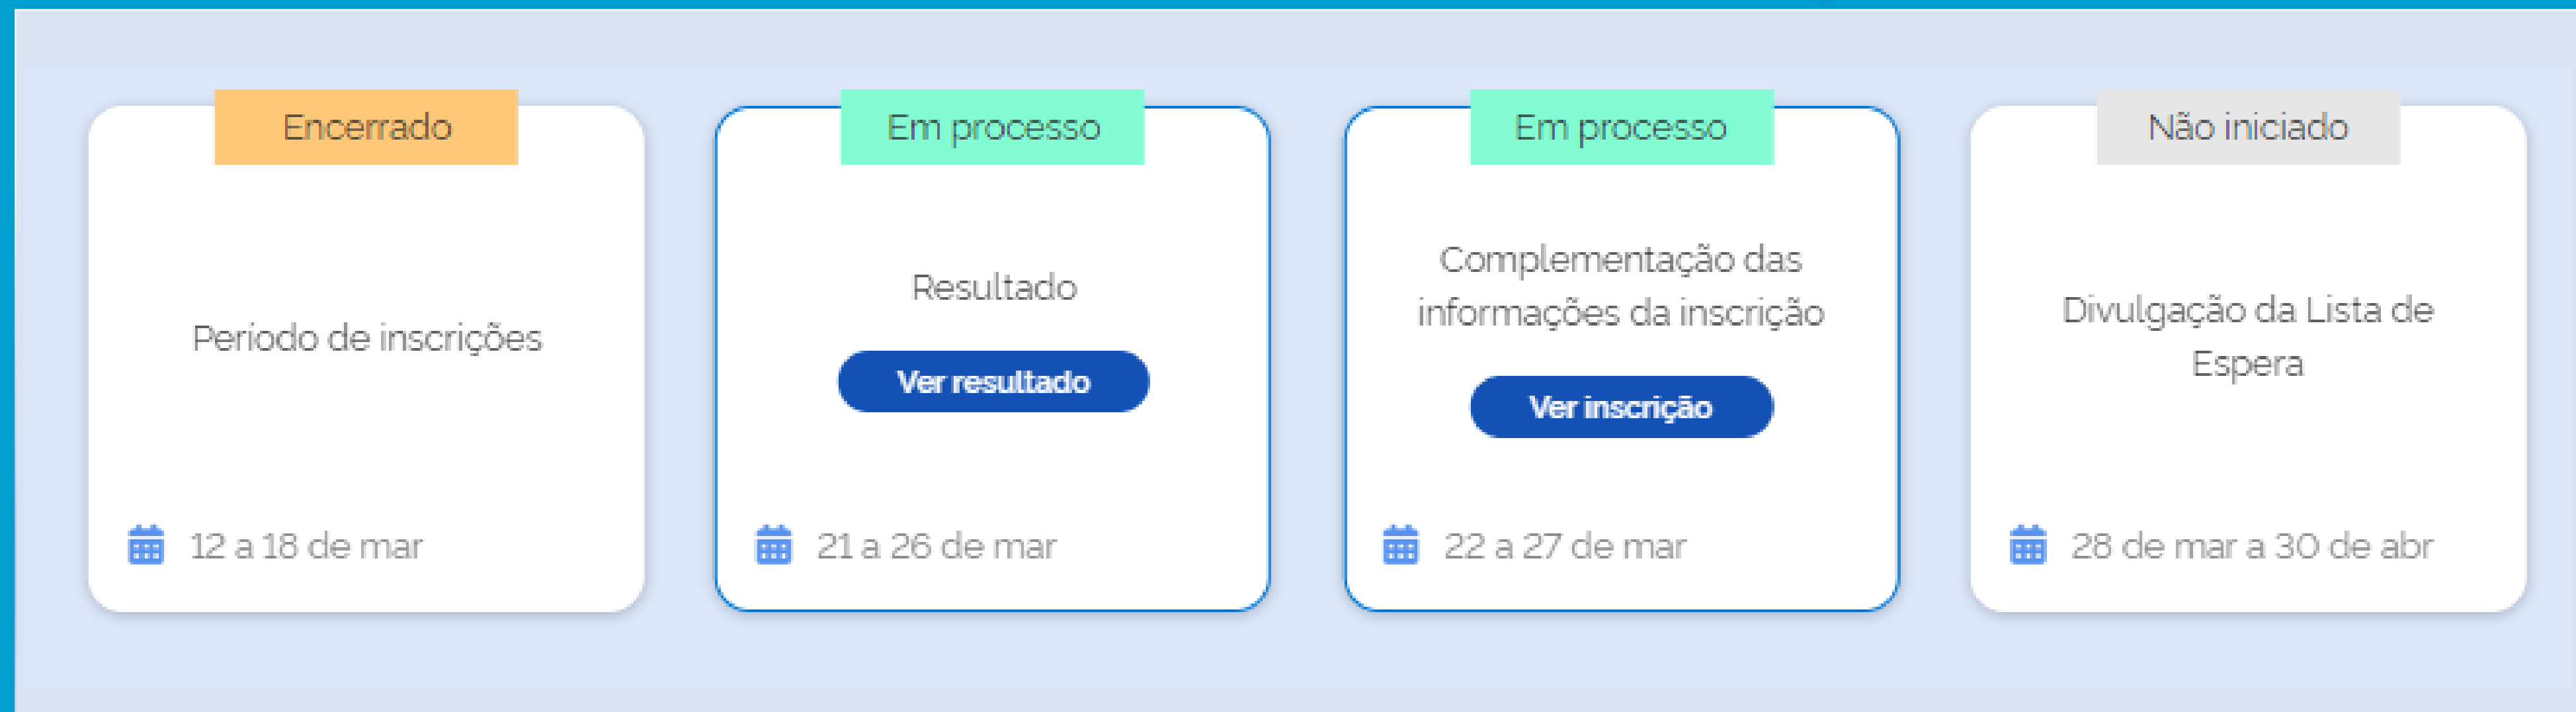 Encerrado
Período de inscrições
12 a 18 de mar
Em processo
Resultado
Ver resultado
21 a 26 de mar
Em processo
Complementação das
informações da inscrição
Ver inscrição
22 a 27 de mar
Não iniciado
Divulgação da Lista de
Espera
28 de mar a 30 de abr